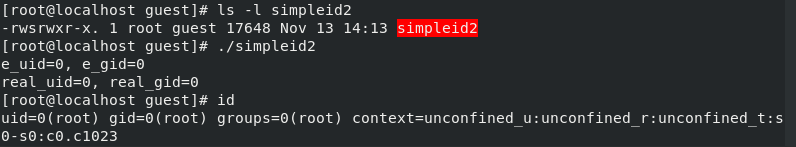 [root@localhost guest]# ls -l simpleid2
-rwsrwxr-x. 1 root guest 17648 Nov 13 14:13 simpleid2
[root@localhost guest]# ./simpleid2
e_uid=0, e_gid=0
real_uid=0, real_gid=0
[root@localhost guest]# id
uid=0(root) gid=0(root) groups=0(root) context=unconfined_u:unconfined_r:unconfined_t:s
0-s0:c0.c1023